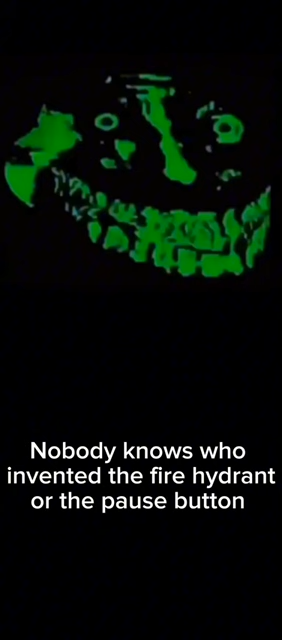 Nobody knows who
invented the fire hydrant
or the pause button